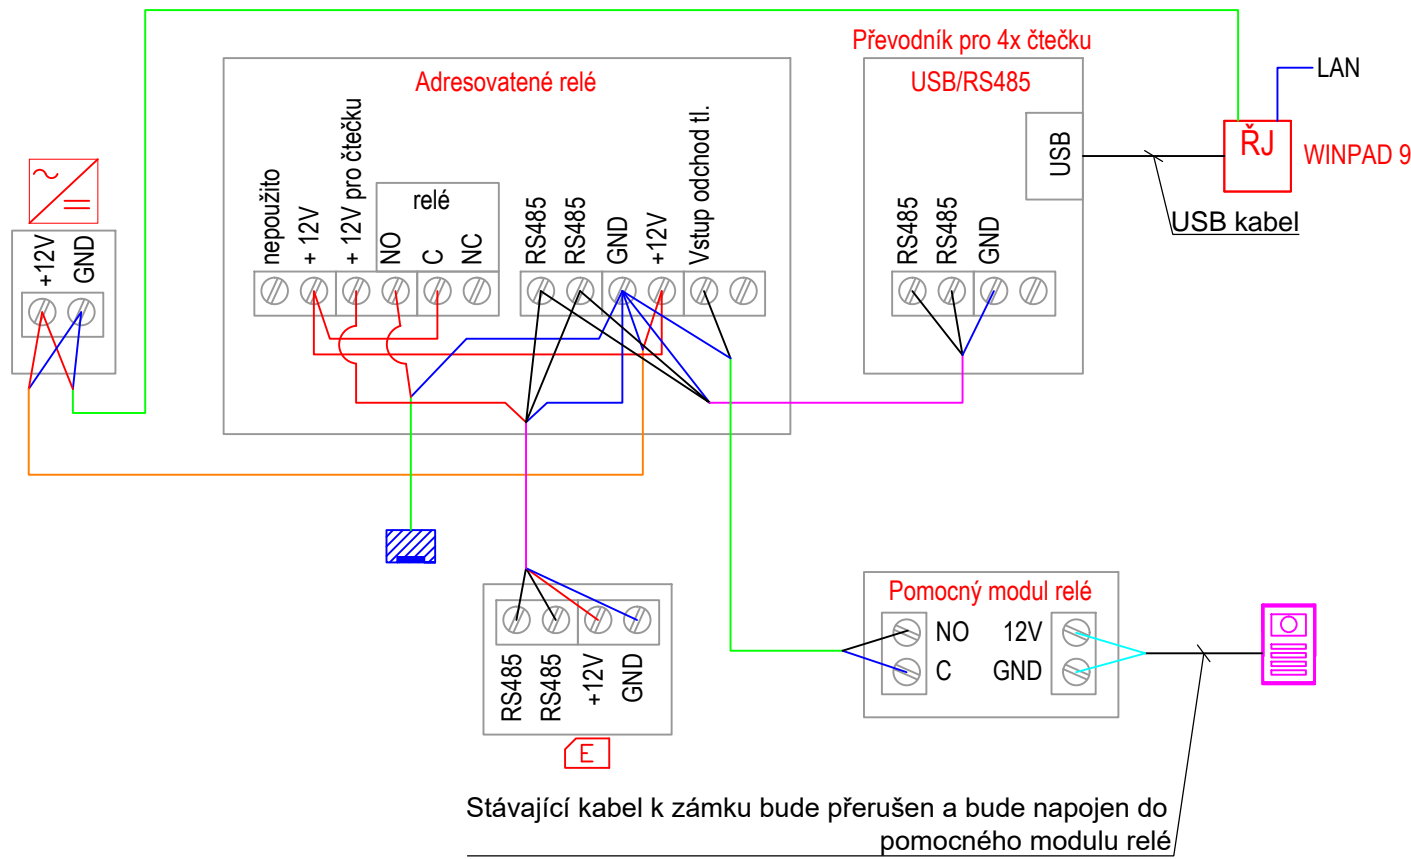 Převodník pro 4x čtečku
Adresovatené relé
USB/RS485
LAN
ŘJ
WINPAD 9
USB
USB kabel
+12V
GND
nepoužito
+ 12V
+ 12V pro čtečku
relé
NO
C
NC
RS485
RS485
GND
+12V
Vstup odchod tl.
RS485
RS485
GND
RS485
RS485
+12V
GND
E
Pomocný modul relé
NO
12V
C
GND
Stávající kabel k zámku bude přerušen a bude napojen do
pomocného modulu relé